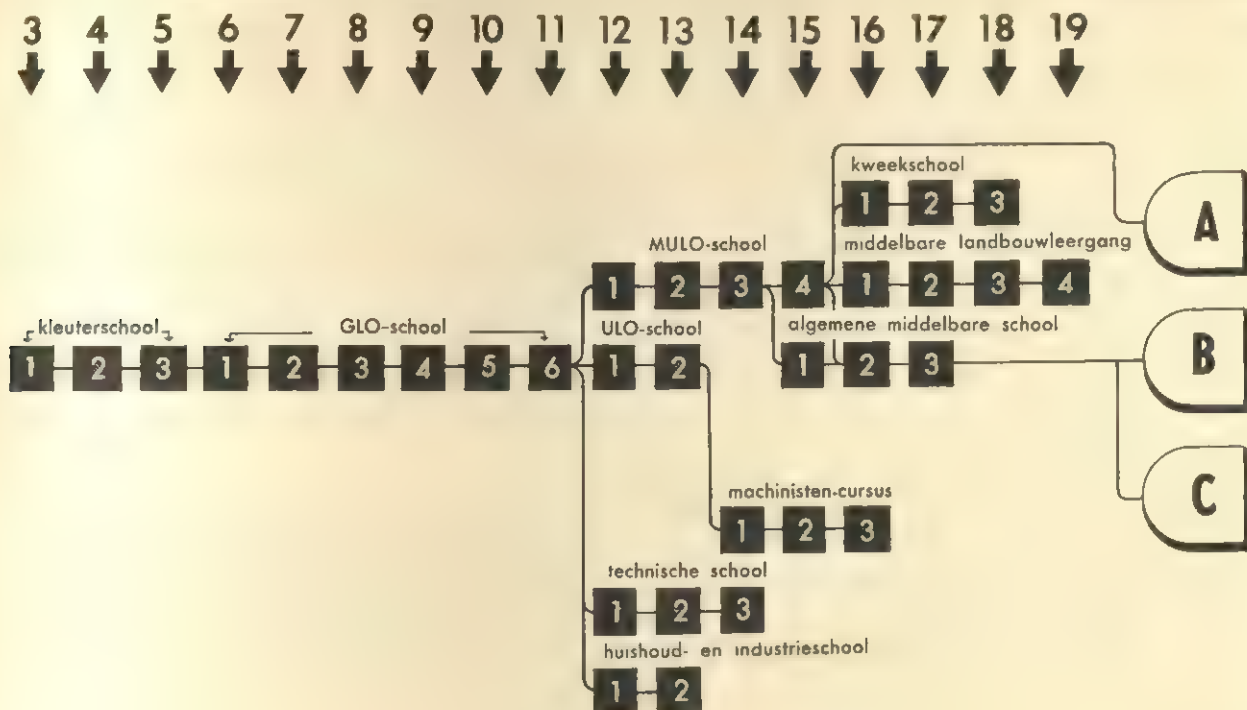 3 4 5 6 7 8 9 10 11 12 13 14 15 16 17 18 19
kweekschool
1 2 3
A
MULO-school
middelbare landbouwleergang
1 2 3 4 1 2 3 4
kleuterschool
GLO-school
ULO-school
algemene middelbare school
1 2 3 1 2 3 4 5 6 1 2 1 2 3
B
C
machinisten-cursus
1 2 3
technische school
1 2 3
huishoud- en industrieschool
1 2